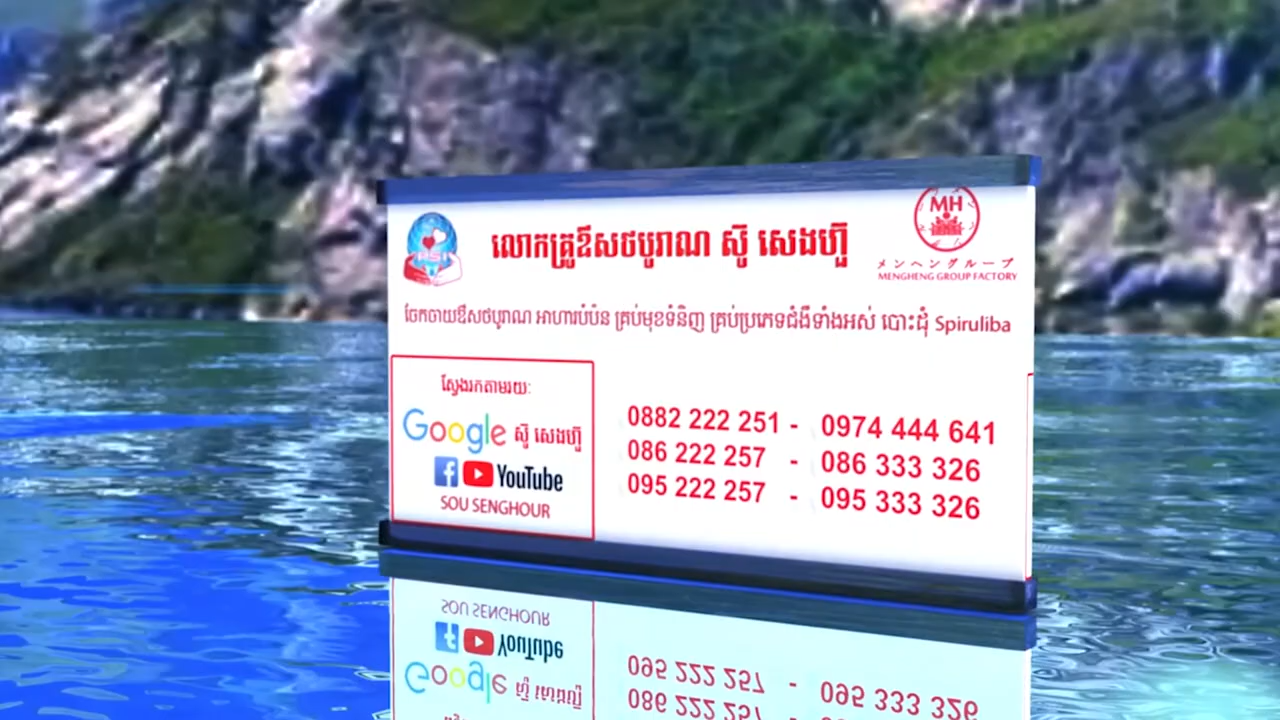 PSI
លោកគ្រូឱសថបូរាណ ស៊ូ សេងហ៊ួ
MH
メンヘングループ
MENGHENG GROUP FACTORY
ចែកចាយឱសថបូរាណ អាហារបំប៉ន គ្រប់មុខទំនិញ គ្រប់ប្រភេទជំងឺទាំងអស់ បោះដុំ Spiruliba
ស្វែងរកតាមរយៈ
Google ស៊ូ សេងហ៊ួ
f YouTube
SOU SENGHOUR
0882 222 251 - 0974 444 641
086 222 257 - 086 333 326
095 222 257 - 095 333 326